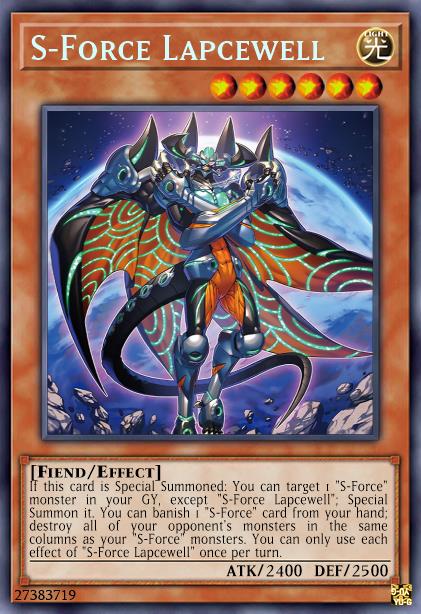 S-Force Lapcewell
LIGHT
光
[Fiend/Effect]
If this card is Special Summoned: You can target 1 "S-Force"
monster in your GY, except "S-Force Lapcewell"; Special
Summon it. You can banish 1 "S-Force" card from your hand;
destroy all of your opponent's monsters in the same
columns as your "S-Force" monsters. You can only use each
effect of "S-Force Lapcewell" once per turn.
ATK/2400 DEF/2500
27383719